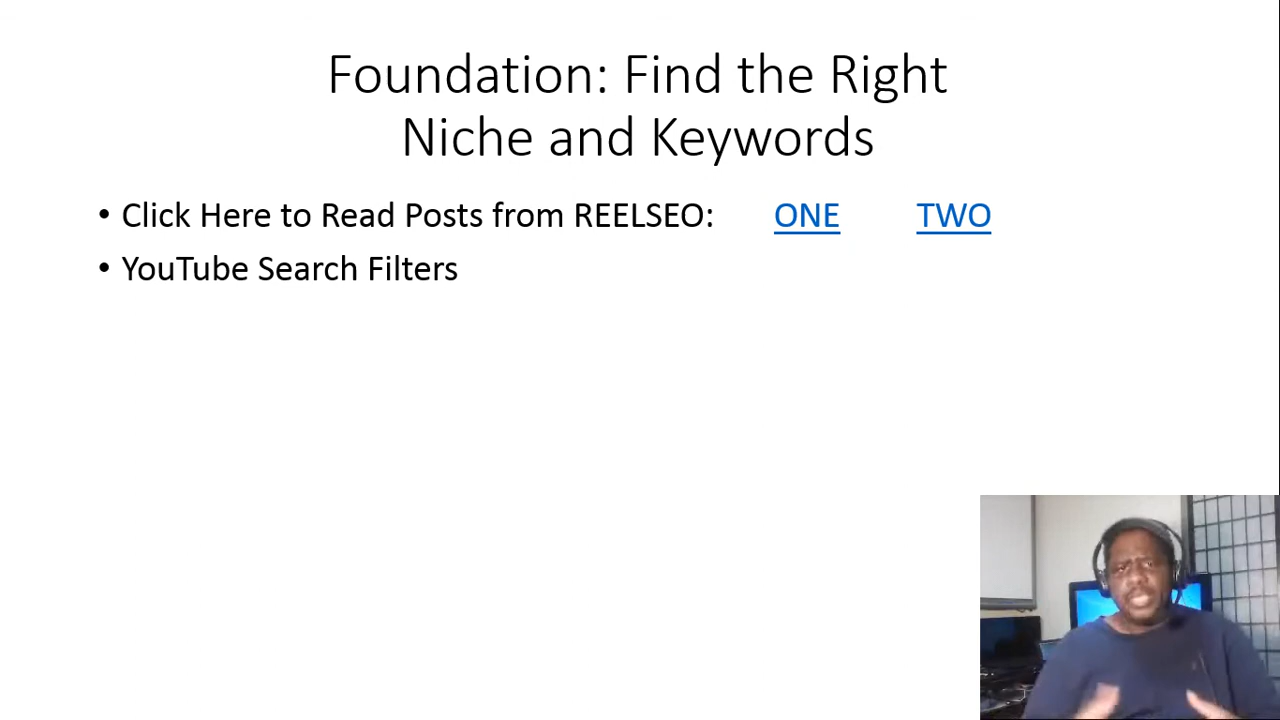 Foundation: Find the Right
Niche and Keywords
• Click Here to Read Posts from REELSEO: ONE TWO
• YouTube Search Filters